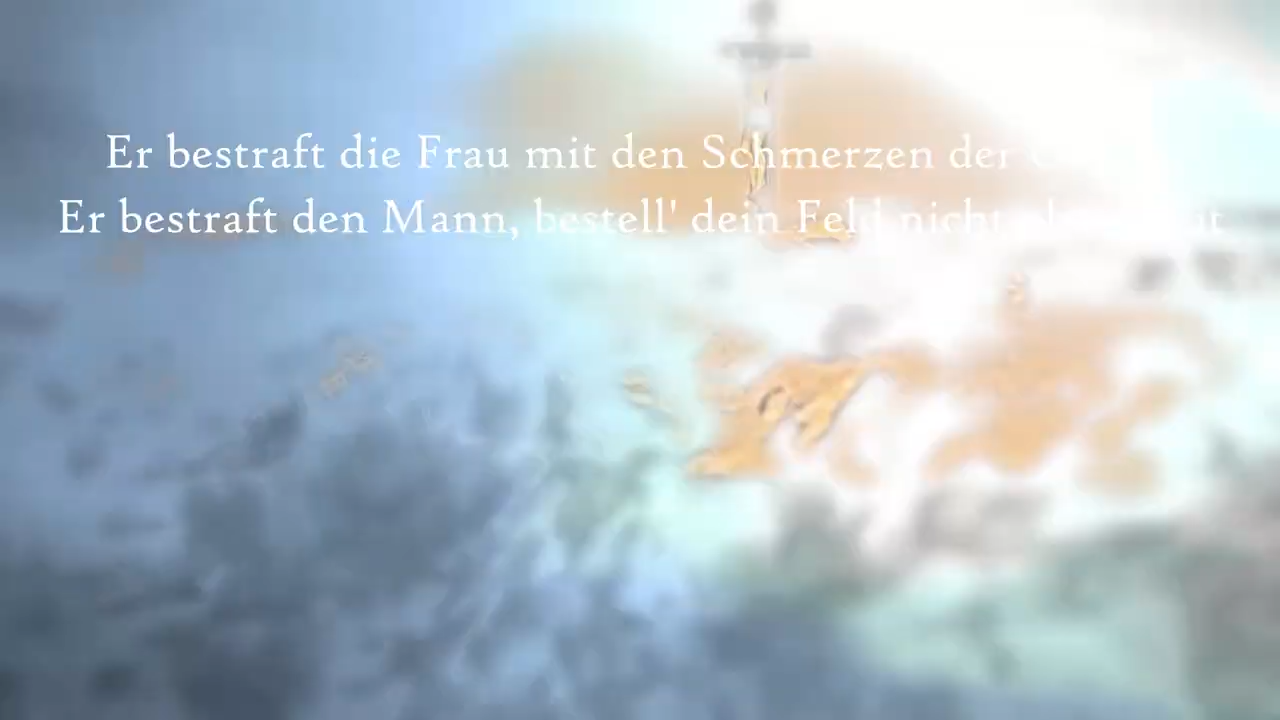 Er bestraft die Frau mit den Schmerzen der
Er bestraft den Mann, bestell' dein Feld nicht